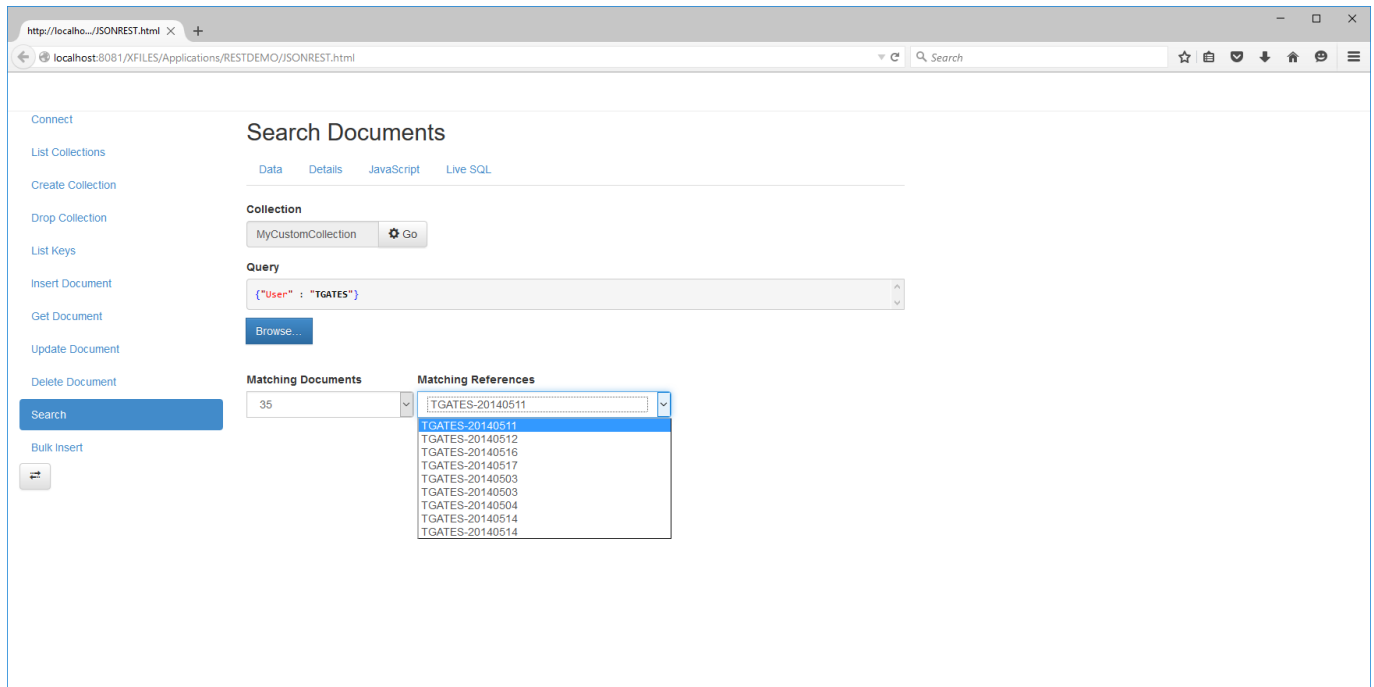 http://localho.../JSONREST.html
localhost:8081/XFILES/Applications/RESTDEMO/JSONREST.html
Search
Connect
List Collections
Create Collection
Drop Collection
List Keys
Insert Document
Get Document
Update Document
Delete Document
Search
Bulk Insert
Search Documents
Data Details JavaScript Live SQL
Collection
MyCustomCollection Go
Query
{"User" : "TGATES"}
Browse...
Matching Documents Matching References
35 TGATES-20140511
TGATES-20140511
TGATES-20140512
TGATES-20140516
TGATES-20140517
TGATES-20140503
TGATES-20140503
TGATES-20140504
TGATES-20140514
TGATES-20140514